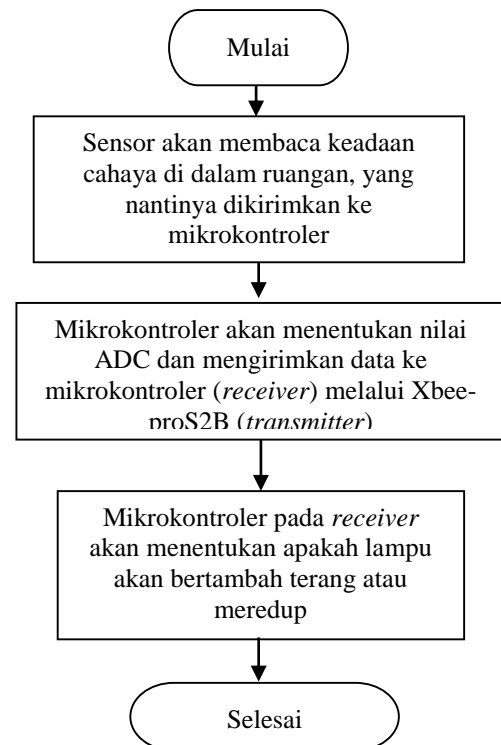 Mulai
Sensor akan membaca keadaan
cahaya di dalam ruangan, yang
nantinya dikirimkan ke
mikrokontroler
Mikrokontroler akan menentukan nilai
ADC dan mengirimkan data ke
mikrokontroler (receiver) melalui Xbee-
proS2B (transmitter)
Mikrokontroler pada receiver
akan menentukan apakah lampu
akan bertambah terang atau
meredup
Selesai